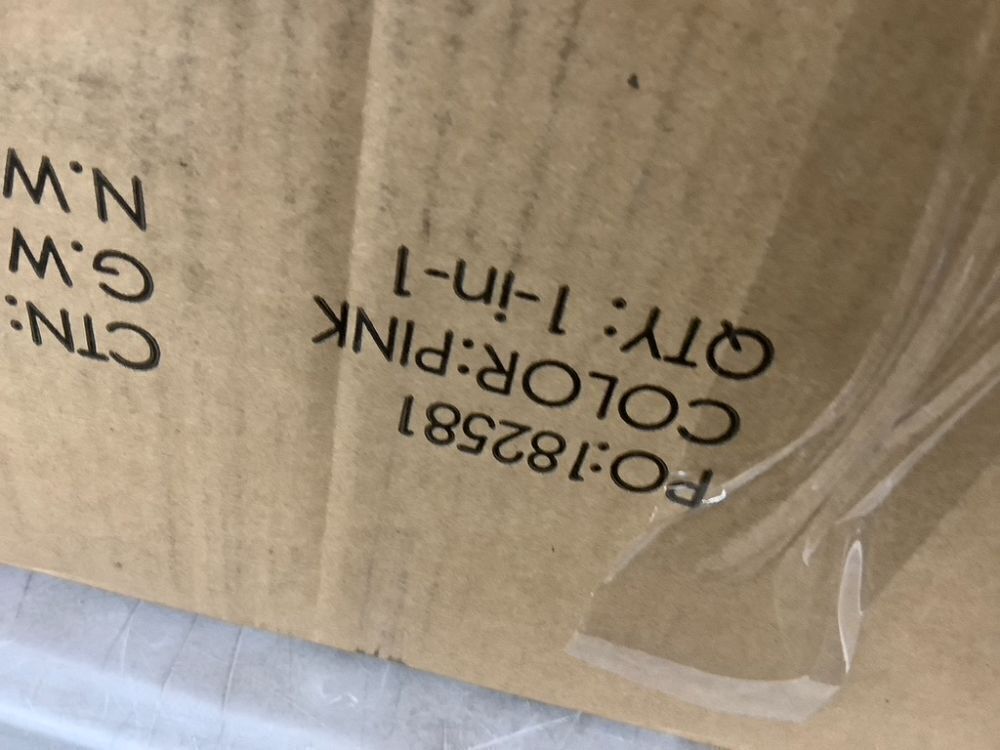 PO:182581
COLOR:PINK
QTY: 1-in-1
CTN:
G.W
N.W